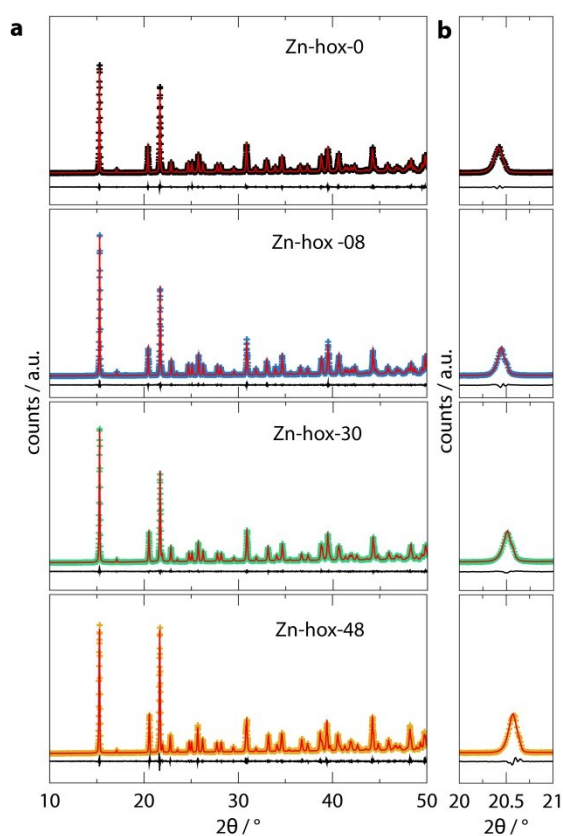 a
b
Zn-hox-0
Zn-hox -08
Zn-hox-30
Zn-hox-48
counts / a.u.
counts / a.u.
10 20 30 40 50
2θ / °
20 20.5 21
2θ / °